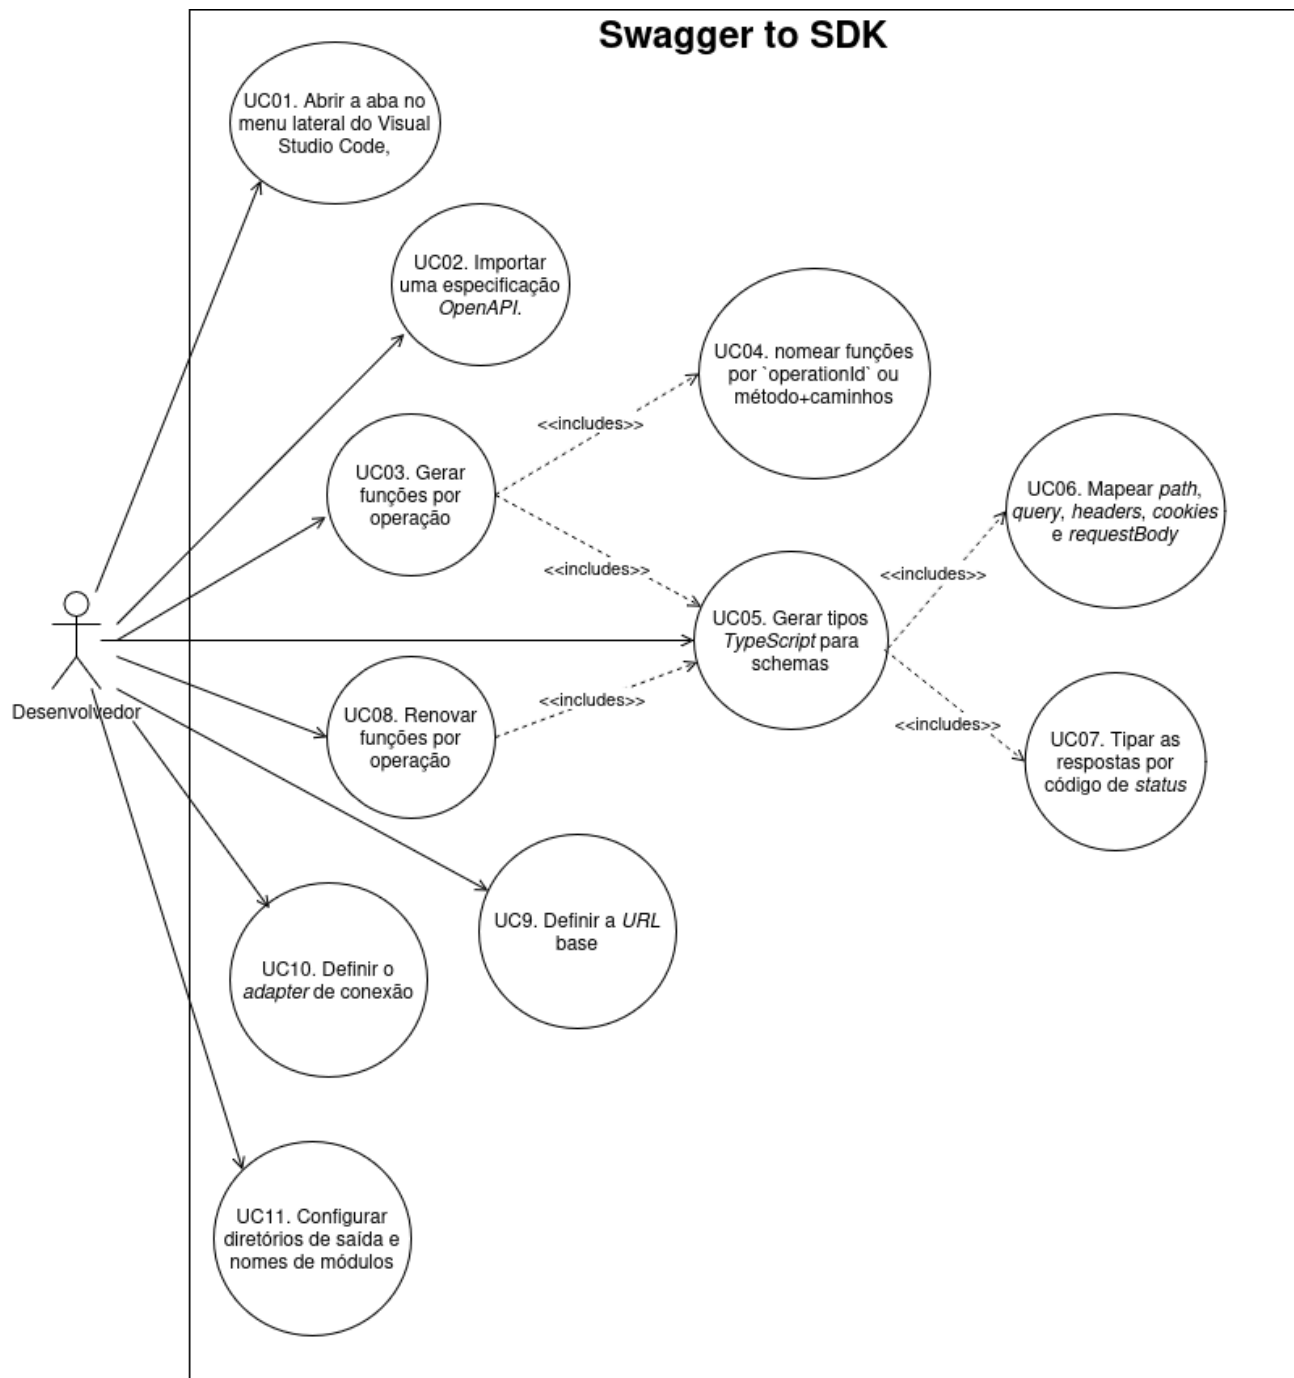 Swagger to SDK
UC01. Abrir a aba no
menu lateral do Visual
Studio Code,
UC02. Importar
uma especificação
OpenAPI.
UC03. Gerar
funções por
operação
<<includes>>
UC04. nomear funções
por `operationId` ou
método+caminhos
<<includes>>
UC05. Gerar tipos
TypeScript para
schemas
<<includes>>
UC06. Mapear path,
query, headers, cookies
e requestBody
<<includes>>
UC07. Tipar as
respostas por
código de status
Desenvolvedor
UC08. Renovar
funções por
operação
<<includes>>
UC9. Definir a URL
base
UC10. Definir o
adapter de conexão
UC11. Configurar
diretórios de saída e
nomes de módulos